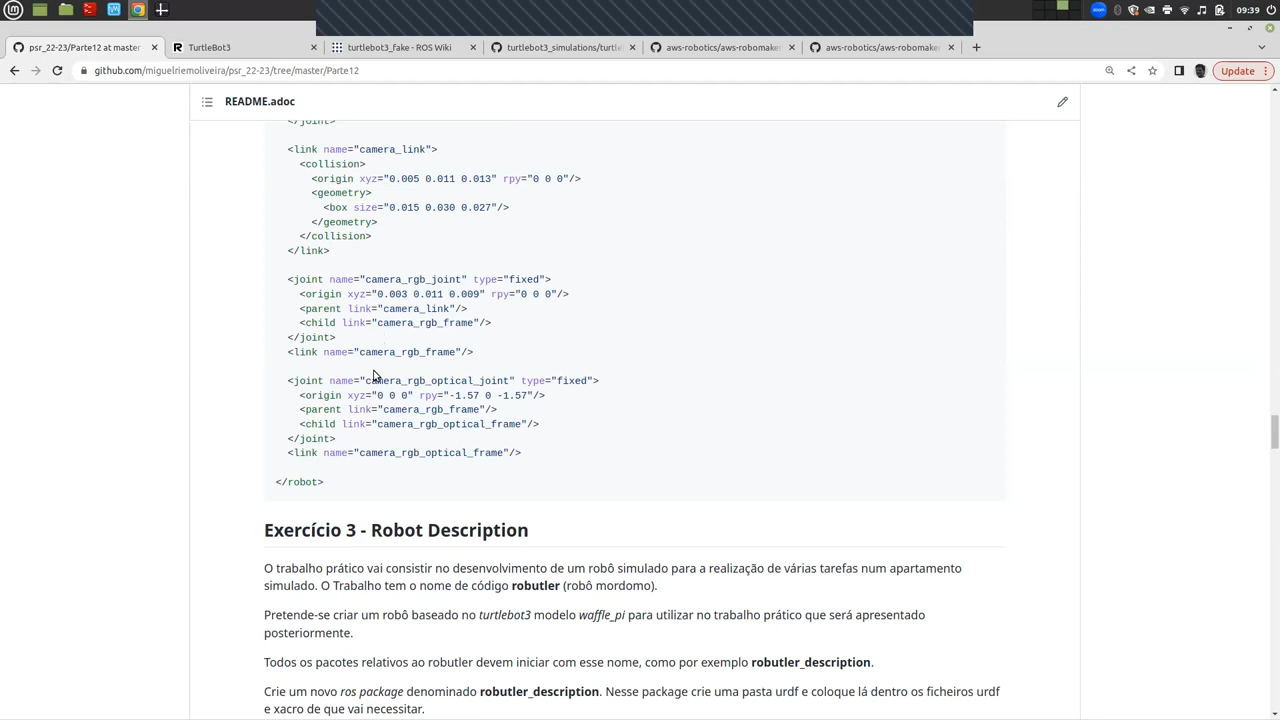 09:39
psr_22-23/Parte12 at master
TurtleBot3
turtlebot3_fake - ROS Wiki
turtlebot3_simulations/turtle
aws-robotics/aws-robomake
aws-robotics/aws-robomake
github.com/miguelriemoliveira/psr_22-23/tree/master/Parte12
Update
README.adoc
</joint>
<link name="camera_link">
<collision>
<origin xyz="0.005 0.011 0.013" rpy="0 0 0"/>
<geometry>
<box size="0.015 0.030 0.027"/>
</geometry>
</collision>
</link>
<joint name="camera_rgb_joint" type="fixed">
<origin xyz="0.003 0.011 0.009" rpy="0 0 0"/>
<parent link="camera_link"/>
<child link="camera_rgb_frame"/>
</joint>
<link name="camera_rgb_frame"/>
<joint name="camera_rgb_optical_joint" type="fixed">
<origin xyz="0 0 0" rpy="-1.57 0 -1.57"/>
<parent link="camera_rgb_frame"/>
<child link="camera_rgb_optical_frame"/>
</joint>
<link name="camera_rgb_optical_frame"/>
</robot>
Exercício 3 - Robot Description
O trabalho prático vai consistir no desenvolvimento de um robô simulado para a realização de várias tarefas num apartamento
simulado. O Trabalho tem o nome de código robutler (robô mordomo).
Pretende-se criar um robô baseado no turtlebot3 modelo waffle_pi para utilizar no trabalho prático que será apresentado
posteriormente.
Todos os pacotes relativos ao robutler devem iniciar com esse nome, como por exemplo robutler_description.
Crie um novo ros package denominado robutler_description. Nesse package crie uma pasta urdf e coloque lá dentro os ficheiros urdf
e xacro de que vai necessitar.